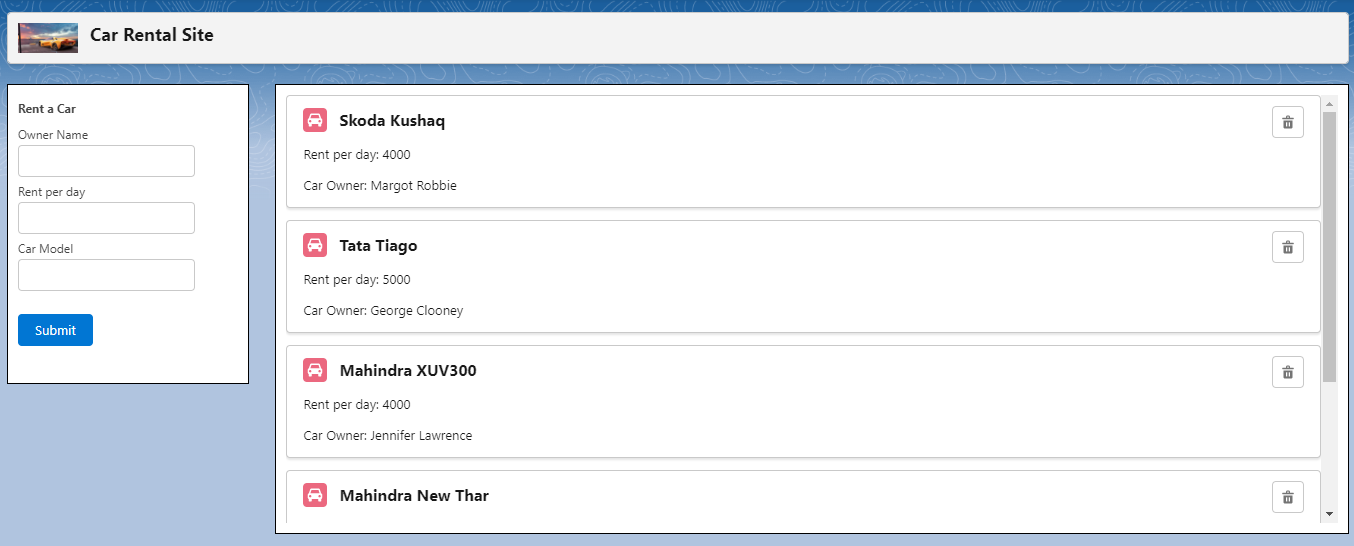 Car Rental Site
Rent a Car
Owner Name
Rent per day
Car Model
Submit
Skoda Kushaq
Rent per day: 4000
Car Owner: Margot Robbie
Tata Tiago
Rent per day: 5000
Car Owner: George Clooney
Mahindra XUV300
Rent per day: 4000
Car Owner: Jennifer Lawrence
Mahindra New Thar